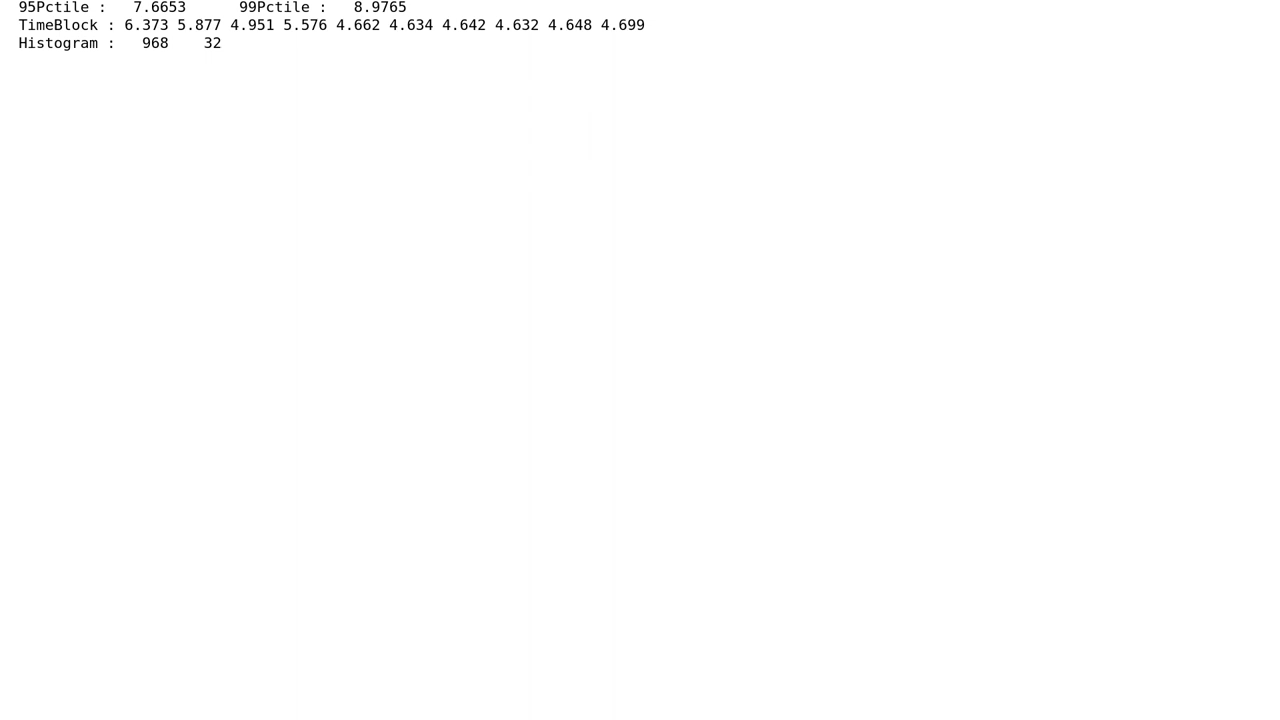 95Pctile :   7.6653      99Pctile :   8.9765
TimeBlock : 6.373 5.877 4.951 5.576 4.662 4.634 4.642 4.632 4.648 4.699
Histogram :   968    32